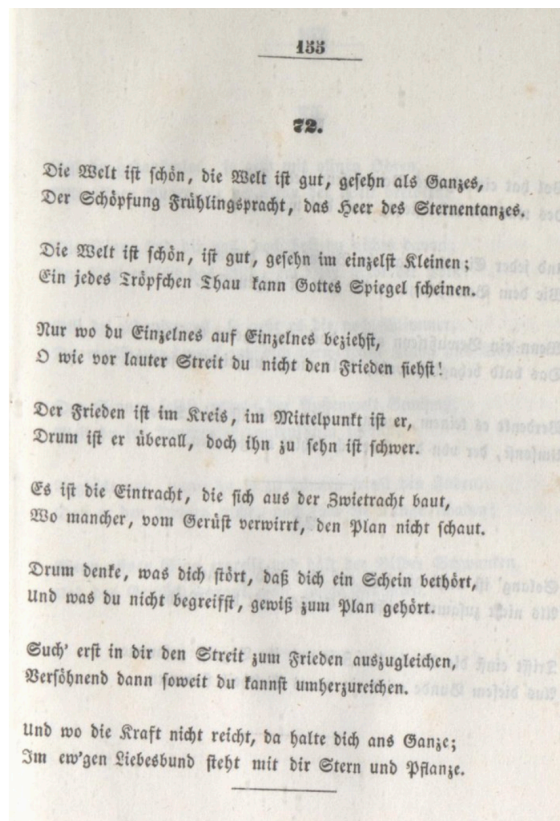 155
72.
Die Welt ist schön, die Welt ist gut, gesehn als Ganzes,
Der Schöpfung Frühlingspracht, das Heer des Sternentanzes.
Die Welt ist schön, ist gut, gesehn im einzelst Kleinen;
Ein jedes Tröpfchen Thau kann Gottes Spiegel scheinen.
Nur wo du Einzelnes auf Einzelnes beziehst,
O wie vor lauter Streit du nicht den Frieden siehst!
Der Frieden ist im Kreis, im Mittelpunkt ist er,
Drum ist er überall, doch ihn zu sehn ist schwer.
Es ist die Eintracht, die sich aus der Zwietracht baut,
Wo mancher, vom Gerüst verwirrt, den Plan nicht schaut.
Drum denke, was dich stört, daß dich ein Schein bethört,
Und was du nicht begreifst, gewiß zum Plan gehört.
Such' erst in dir den Streit zum Frieden auszugleichen,
Versöhnend dann soweit du kannst umherzureichen.
Und wo die Kraft nicht reicht, da halte dich ans Ganze;
Im ew'gen Liebesbund steht mit dir Stern und Pflanze.